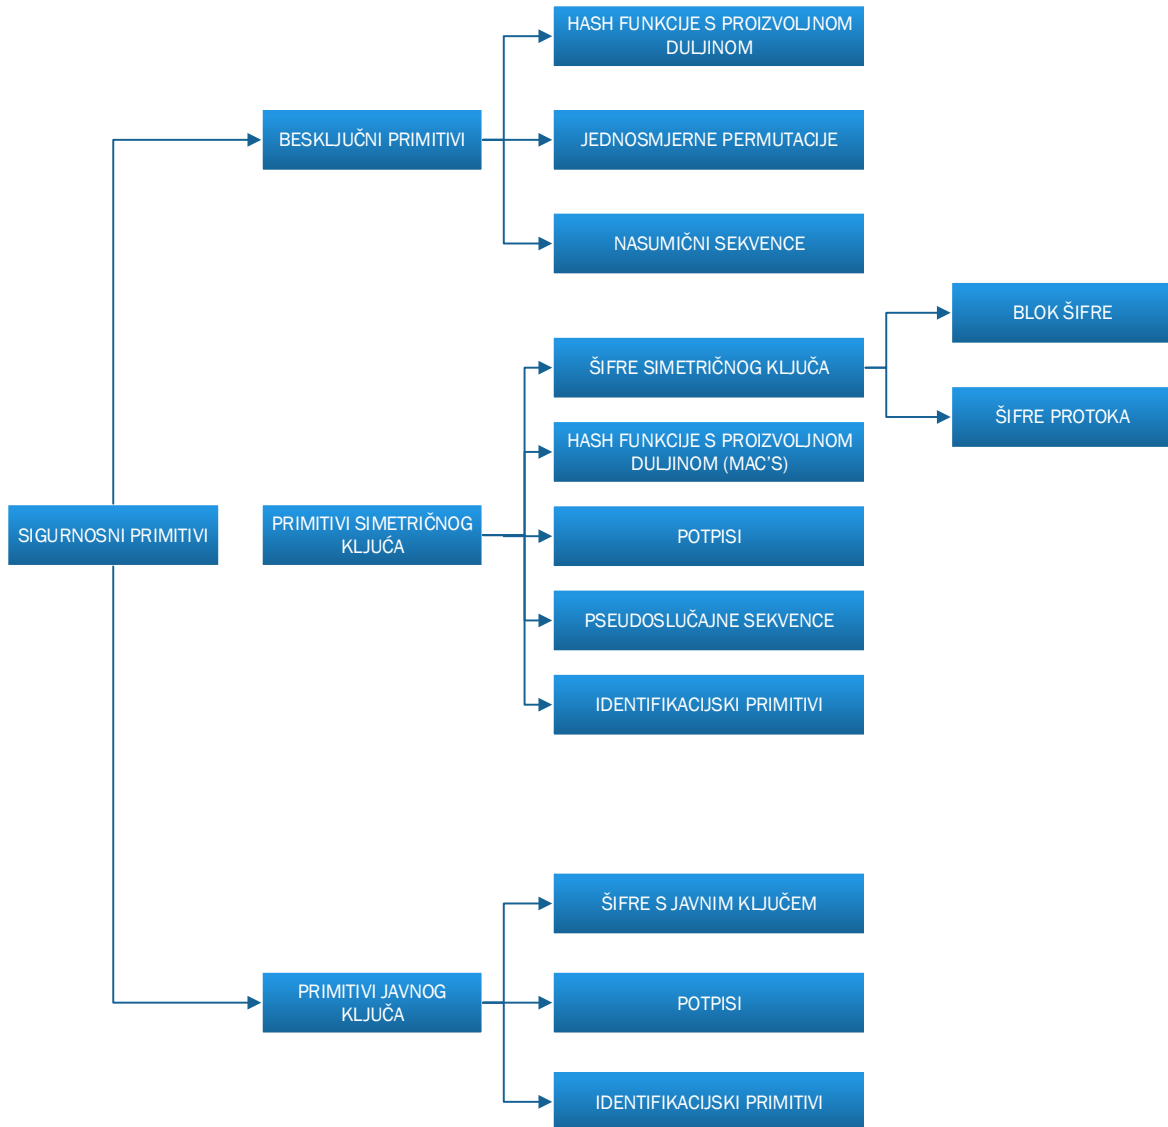 HASH FUNKCIJE S PROIZVOLJNOM
DULJINOM
BESKLJUČNI PRIMITIVI
JEDNOSMJERNE PERMUTACIJE
NASUMIČNI SEKVENCE
BLOK ŠIFRE
ŠIFRE SIMETRIČNOG KLJUČA
ŠIFRE PROTOKA
HASH FUNKCIJE S PROIZVOLJNOM
DULJINOM (MAC'S)
SIGURNOSNI PRIMITIVI
PRIMITIVI SIMETRIČNOG
KLJUĆA
POTPISI
PSEUDOSLUČAJNE SEKVENCE
IDENTIFIKACIJSKI PRIMITIVI
ŠIFRE S JAVNIM KLJUČEM
PRIMITIVI JAVNOG
KLJUČA
POTPISI
IDENTIFIKACIJSKI PRIMITIVI